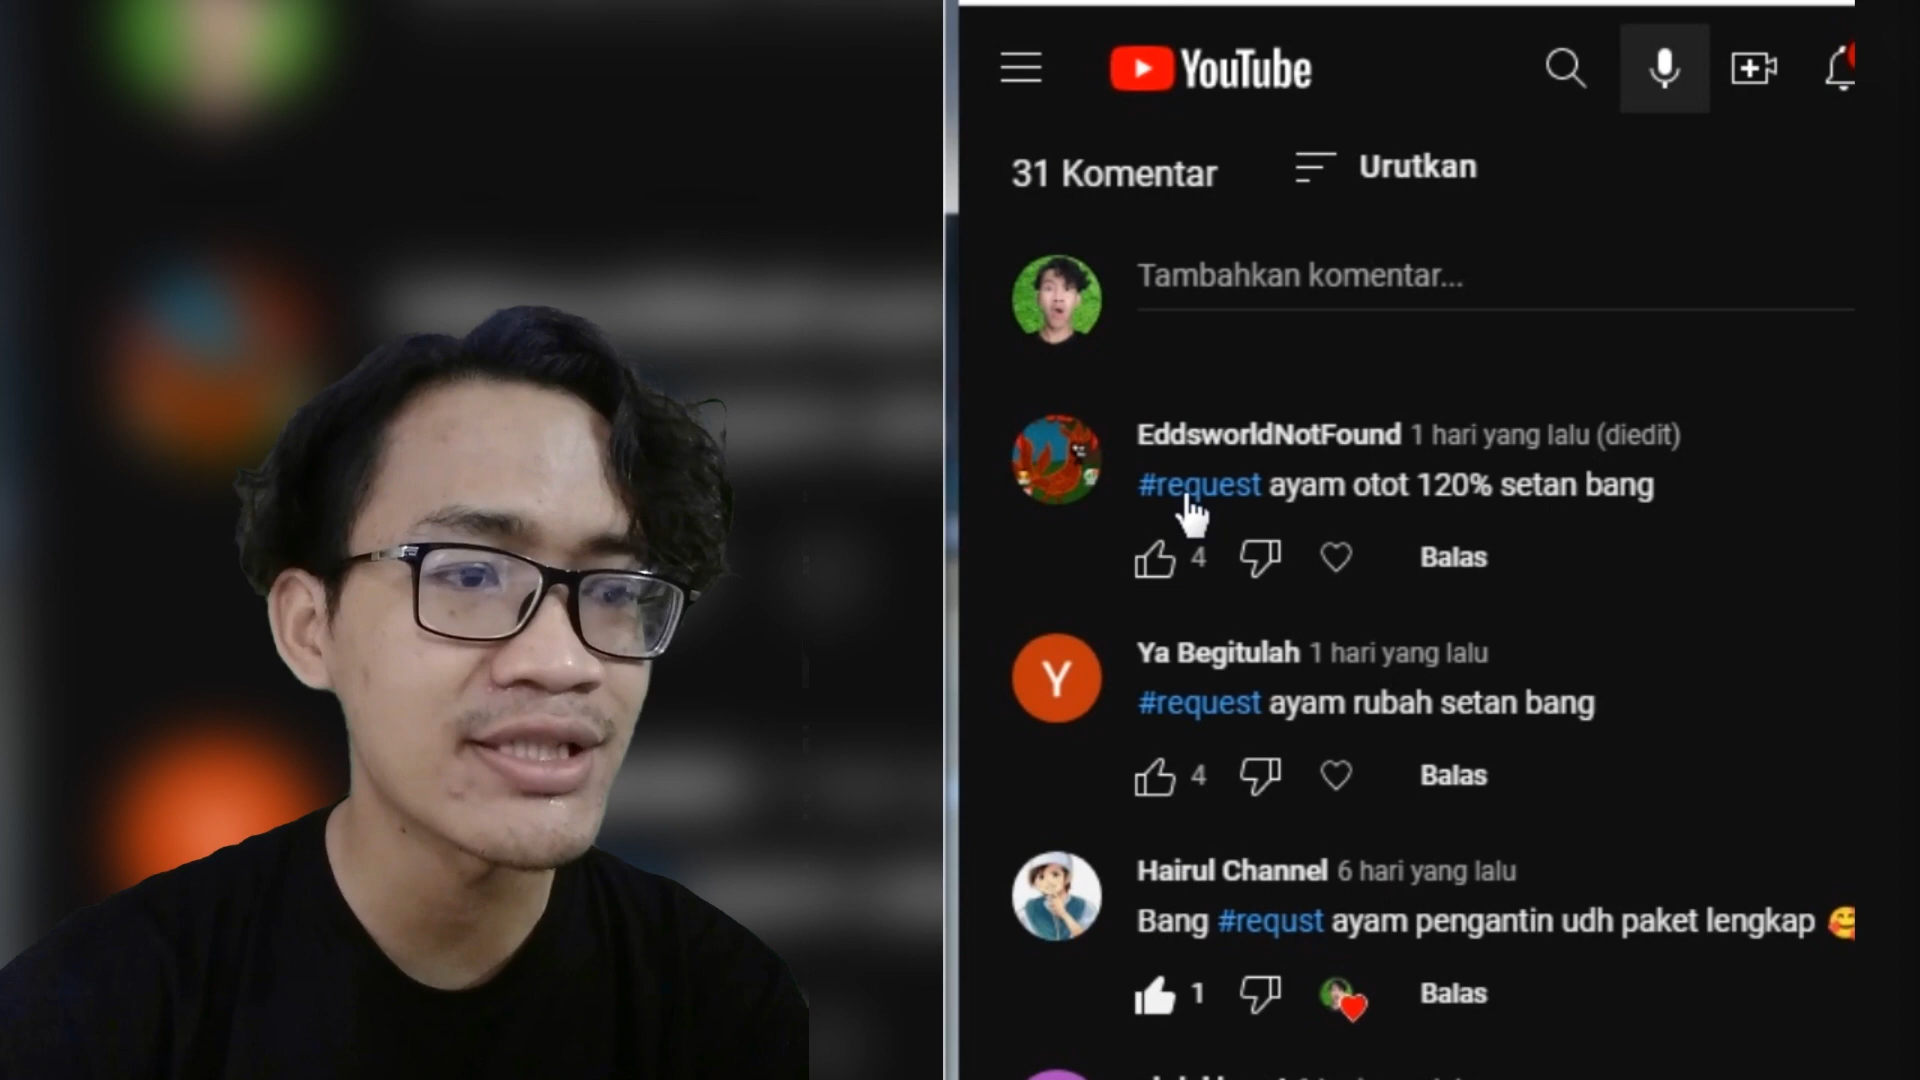 YouTube
31 Komentar
Urutkan
Tambahkan komentar...
EddsworldNotFound 1 hari yang lalu (diedit)
#request ayam otot 120% setan bang
4
Balas
Y
Ya Begitulah 1 hari yang lalu
#request ayam rubah setan bang
4
Balas
Hairul Channel 6 hari yang lalu
Bang #requst ayam pengantin udh paket lengkap 🥰
1
Balas